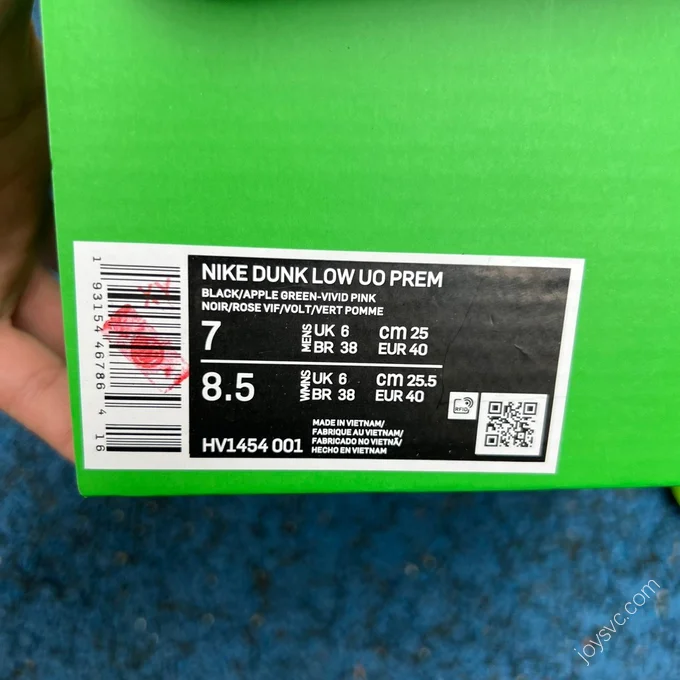 NIKE DUNK LOW UO PREM
BLACK/APPLE GREEN-VIVID PINK
NOIR/ROSE VIF/VOLT/VERT POMME
7 MENS UK 6 CM 25
BR 38 EUR 40
8.5 WMNS UK 6 CM 25.5
BR 38 EUR 40
HV1454 001
MADE IN VIETNAM/
FABRIQUE AU VIETNAM/
FABRICADO NO VIETNÃ/
HECHO EN VIETNAM
RFID
1 93154 46786 4 16
joysvc.com